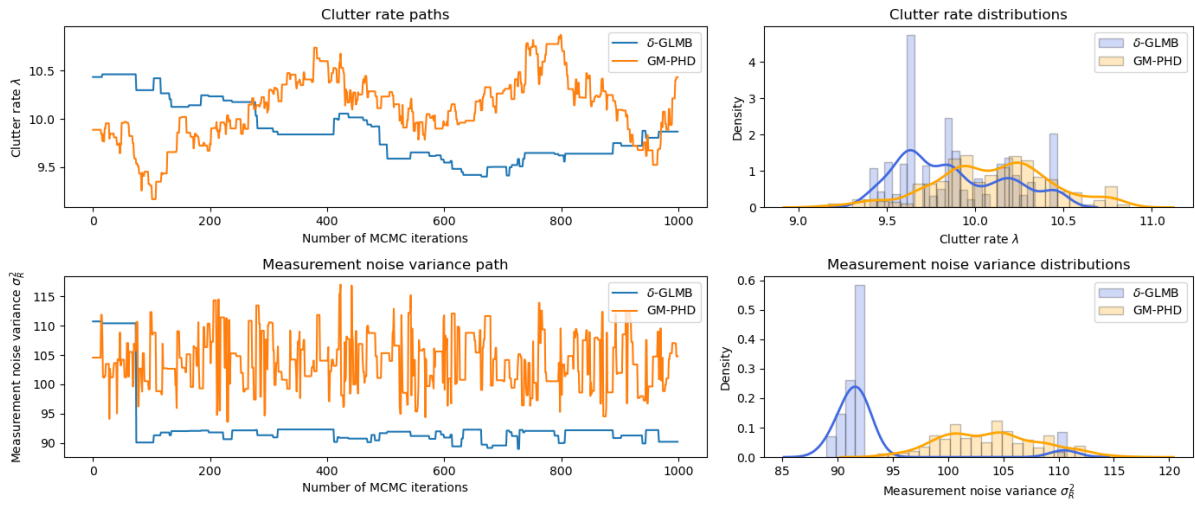 Clutter rate paths
Clutter rate λ
10.5
10.0
9.5
δ-GLMB
GM-PHD
0
200
400
600
800
1000
Number of MCMC iterations
Clutter rate distributions
Density
4
3
2
1
0
δ-GLMB
GM-PHD
9.0
9.5
10.0
10.5
11.0
Clutter rate λ
Measurement noise variance path
Measurement noise variance σ²_R
115
110
105
100
95
90
δ-GLMB
GM-PHD
0
200
400
600
800
1000
Number of MCMC iterations
Measurement noise variance distributions
Density
0.6
0.5
0.4
0.3
0.2
0.1
0.0
δ-GLMB
GM-PHD
85
90
95
100
105
110
115
120
Measurement noise variance σ²_R